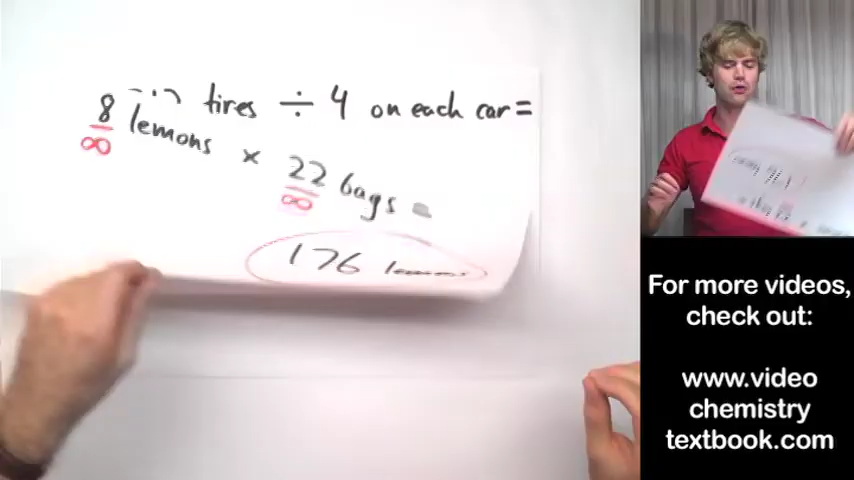 tires ÷ 4 on each car =
8 lemons × 22 bags =
∞ ∞
176 lemons
For more videos,
check out:
www.video
chemistry
textbook.com